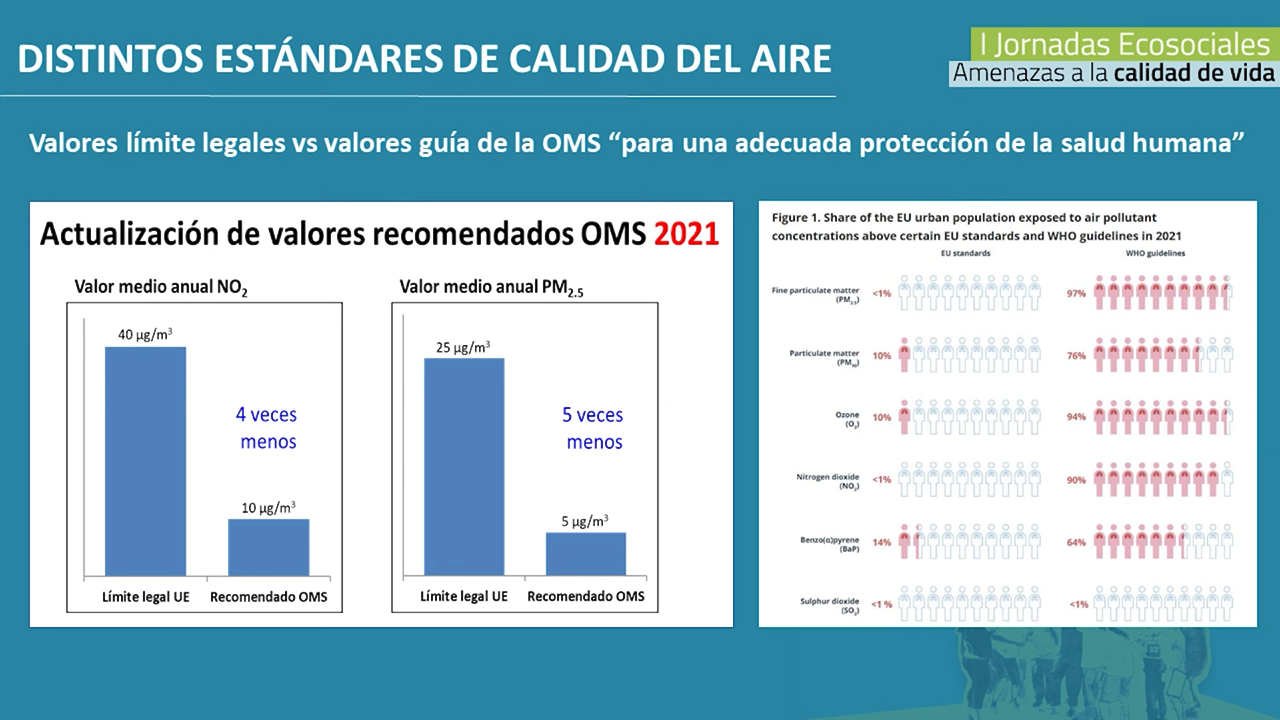 DISTINTOS ESTÁNDARES DE CALIDAD DEL AIRE
I Jornadas Ecosociales
Amenazas a la calidad de vida
Valores límite legales vs valores guía de la OMS “para una adecuada protección de la salud humana”
Actualización de valores recomendados OMS 2021
Valor medio anual NO2
40 µg/m3
4 veces
menos
10 µg/m3
Límite legal UE Recomendado OMS
Valor medio anual PM2.5
25 µg/m3
5 veces
menos
5 µg/m3
Límite legal UE Recomendado OMS
Figure 1. Share of the EU urban population exposed to air pollutant
concentrations above certain EU standards and WHO guidelines in 2021
EU standards WHO guidelines
Fine particulate matter
(PM2.5)
<1% 97%
Particulate matter
(PM10)
10% 76%
Ozone
(O3)
10% 94%
Nitrogen dioxide
(NO2)
<1% 90%
Benzo(a)pyrene
(BaP)
14% 64%
Sulphur dioxide
(SO2)
<1 % <1%